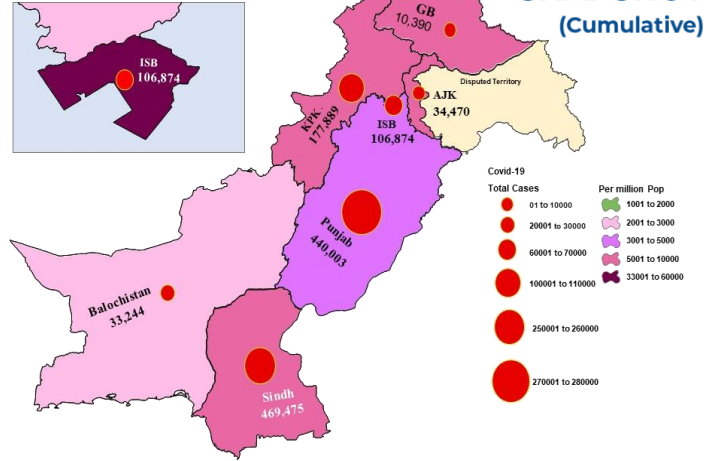 (Cumulative)
GB
10,390
ISB
106,874
Disputed Territory
AJK
34,470
KPK
177,889
ISB
106,874
Punjab
440,003
Balochistan
33,244
Sindh
469,475
Covid-19
Total Cases
01 to 10000
20001 to 30000
60001 to 70000
100001 to 110000
250001 to 260000
270001 to 280000
Per million Pop
1001 to 2000
2001 to 3000
3001 to 5000
5001 to 10000
33001 to 60000